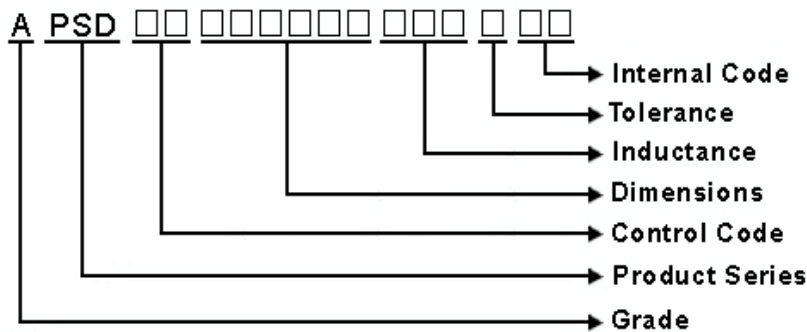 A PSD □□ □□□□□□ □□□ □ □□
Internal Code
Tolerance
Inductance
Dimensions
Control Code
Product Series
Grade